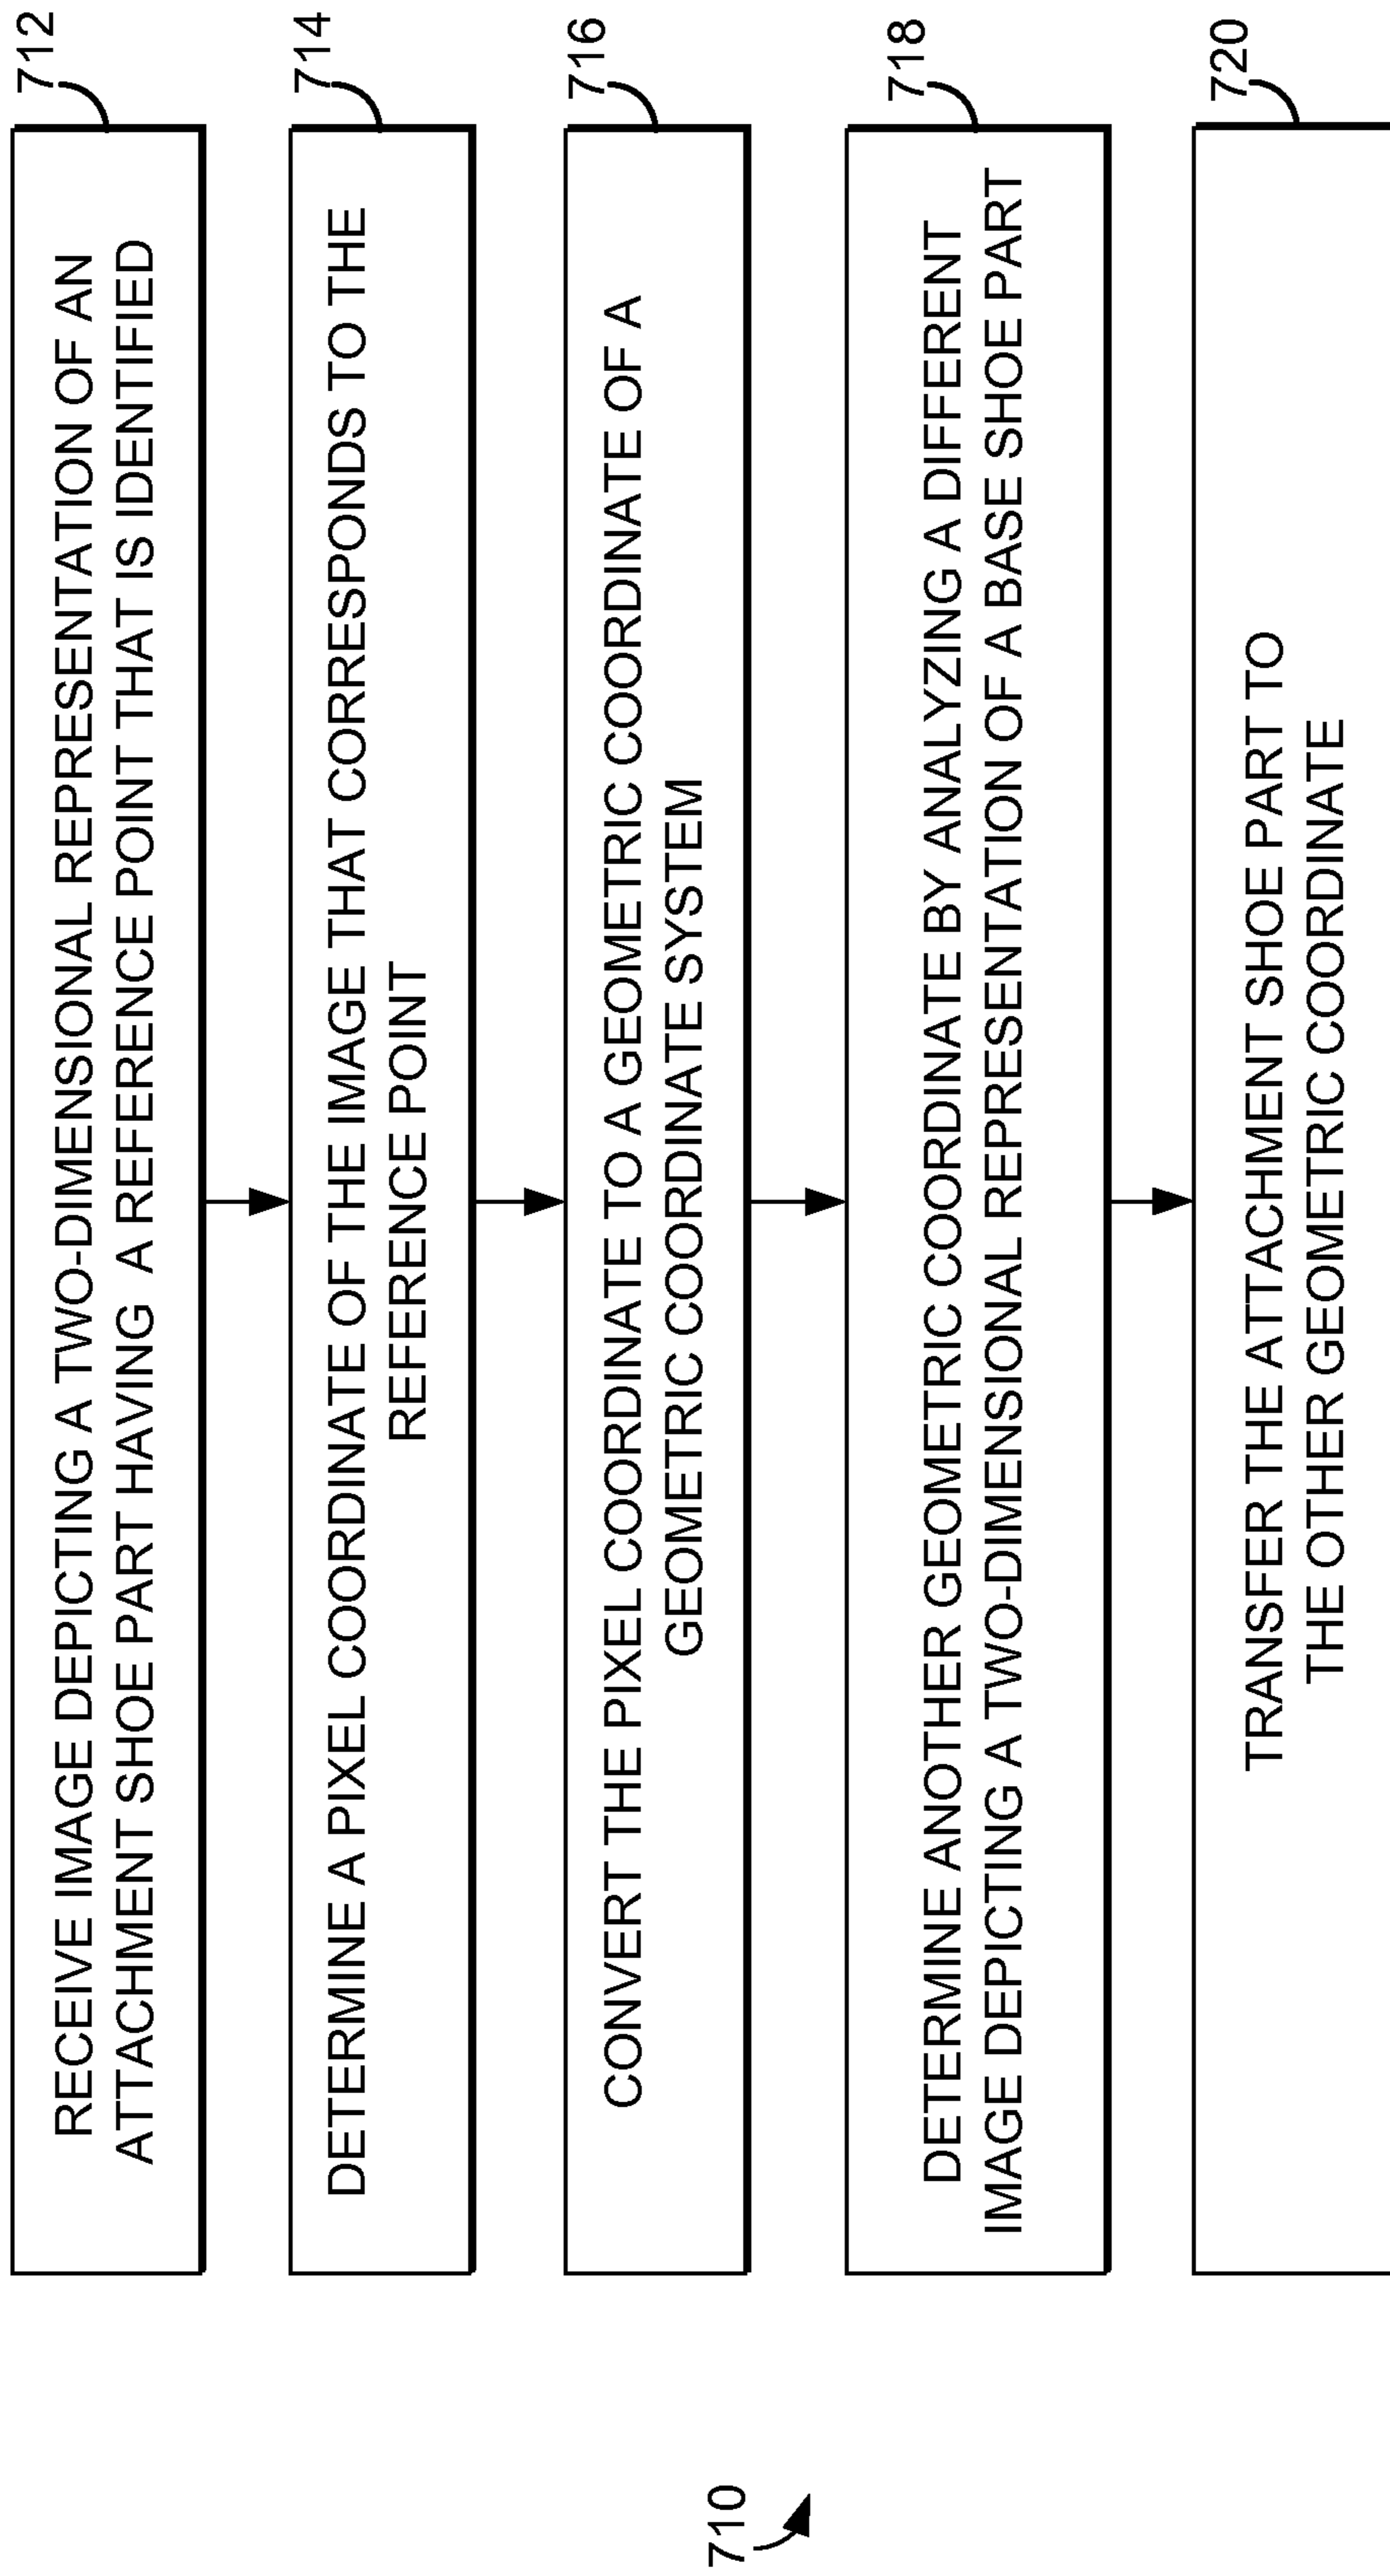 710
712
RECEIVE IMAGE DEPICTING A TWO-DIMENSIONAL REPRESENTATION OF AN
ATTACHMENT SHOE PART HAVING A REFERENCE POINT THAT IS IDENTIFIED
714
DETERMINE A PIXEL COORDINATE OF THE IMAGE THAT CORRESPONDS TO THE
REFERENCE POINT
716
CONVERT THE PIXEL COORDINATE TO A GEOMETRIC COORDINATE OF A
GEOMETRIC COORDINATE SYSTEM
718
DETERMINE ANOTHER GEOMETRIC COORDINATE BY ANALYZING A DIFFERENT
IMAGE DEPICTING A TWO-DIMENSIONAL REPRESENTATION OF A BASE SHOE PART
720
TRANSFER THE ATTACHMENT SHOE PART TO
THE OTHER GEOMETRIC COORDINATE